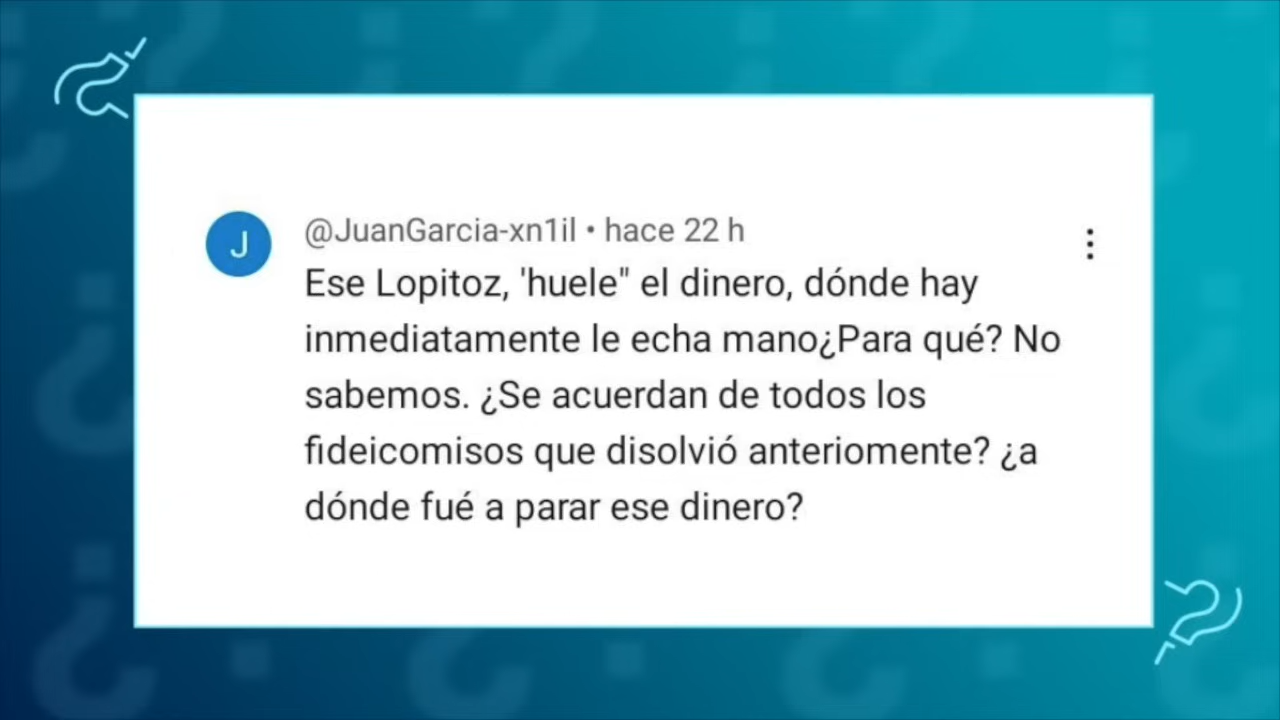 J
@JuanGarcia-xn1il • hace 22 h
Ese Lopitoz, 'huele" el dinero, dónde hay
inmediatamente le echa mano¿Para qué? No
sabemos. ¿Se acuerdan de todos los
fideicomisos que disolvió anteriomente? ¿a
dónde fué a parar ese dinero?